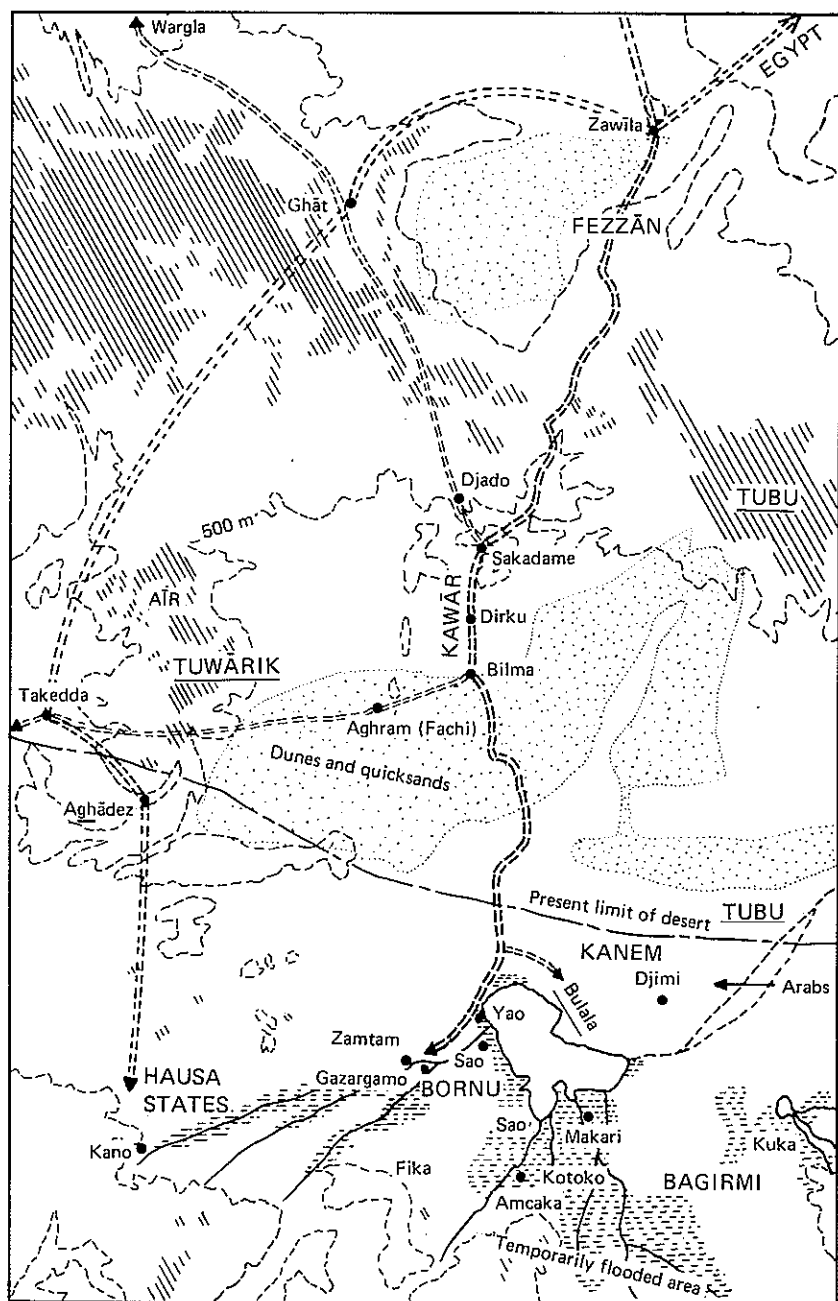 Wargla
EGYPT
Zawīla
Ghāt
FEZZĀN
Djado
TUBU
500 m
Sakadame
AĪR
KAWĀR
Dirku
TUWĀRIK
Bilma
Takedda
Aghram (Fachi)
Dunes and quicksands
Aghādez
Present limit of desert
TUBU
KANEM
Djimi
Arabs
Bulala
Yao
Zamtam
Sao
HAUSA
STATES
Gazargamo
BORNU
Sao
Makari
Kano
Kuka
Fika
Kotoko
BAGIRMI
Amcaka
Temporarily flooded area